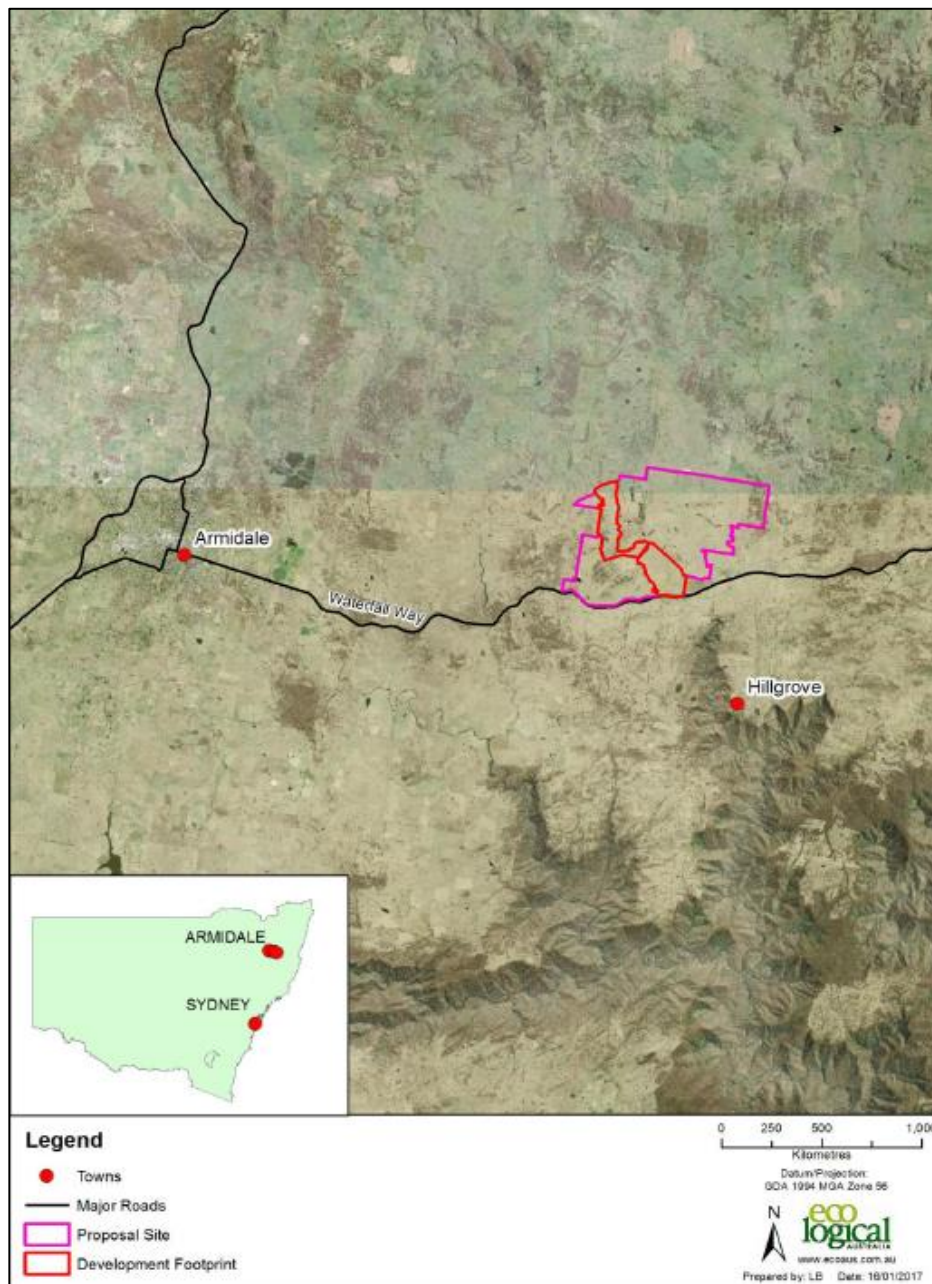 Armidale
Waterfall Way
Hillgrove
ARMIDALE
SYDNEY
Legend
Towns
Major Roads
Proposal Site
Development Footprint
0 250 500 1,000
Kilometres
Datum/Projection:
GDA 1994 MGA Zone 56
N
eco
logical
AUSTRALIA
www.ecoaus.com.au
Prepared by: LB Date: 16/01/2017